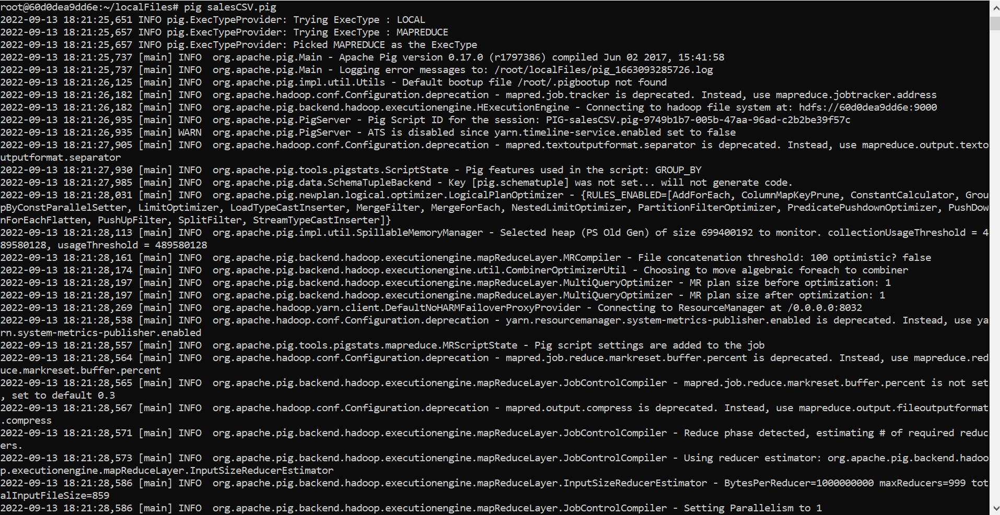 root@60d0dea9dd6e:~/localFiles# pig salesCSV.pig
2022-09-13 18:21:25,651 INFO pig.ExecTypeProvider: Trying ExecType : LOCAL
2022-09-13 18:21:25,657 INFO pig.ExecTypeProvider: Trying ExecType : MAPREDUCE
2022-09-13 18:21:25,657 INFO pig.ExecTypeProvider: Picked MAPREDUCE as the ExecType
2022-09-13 18:21:25,737 [main] INFO  org.apache.pig.Main - Apache Pig version 0.17.0 (r1797386) compiled Jun 02 2017, 15:41:58
2022-09-13 18:21:25,737 [main] INFO  org.apache.pig.Main - Logging error messages to: /root/localFiles/pig_1663093285726.log
2022-09-13 18:21:26,125 [main] INFO  org.apache.pig.impl.util.Utils - Default bootup file /root/.pigbootup not found
2022-09-13 18:21:26,182 [main] INFO  org.apache.hadoop.conf.Configuration.deprecation - mapred.job.tracker is deprecated. Instead, use mapreduce.jobtracker.address
2022-09-13 18:21:26,182 [main] INFO  org.apache.pig.backend.hadoop.executionengine.HExecutionEngine - Connecting to hadoop file system at: hdfs://60d0dea9dd6e:9000
2022-09-13 18:21:26,935 [main] INFO  org.apache.pig.PigServer - Pig Script ID for the session: PIG-salesCSV.pig-9749b1b7-005b-47aa-96ad-c2b2be39f57c
2022-09-13 18:21:26,935 [main] WARN  org.apache.pig.PigServer - ATS is disabled since yarn.timeline-service.enabled set to false
2022-09-13 18:21:27,905 [main] INFO  org.apache.hadoop.conf.Configuration.deprecation - mapred.textoutputformat.separator is deprecated. Instead, use mapreduce.output.texto
utputformat.separator
2022-09-13 18:21:27,930 [main] INFO  org.apache.pig.tools.pigstats.ScriptState - Pig features used in the script: GROUP_BY
2022-09-13 18:21:27,985 [main] INFO  org.apache.pig.data.SchemaTupleBackend - Key [pig.schematuple] was not set... will not generate code.
2022-09-13 18:21:28,031 [main] INFO  org.apache.pig.newplan.logical.optimizer.LogicalPlanOptimizer - {RULES_ENABLED=[AddForEach, ColumnMapKeyPrune, ConstantCalculator, Grou
pByConstParallelSetter, LimitOptimizer, LoadTypeCastInserter, MergeFilter, MergeForEach, NestedLimitOptimizer, PartitionFilterOptimizer, PredicatePushdownOptimizer, PushDow
nForEachFlatten, PushUpFilter, SplitFilter, StreamTypeCastInserter]}
2022-09-13 18:21:28,113 [main] INFO  org.apache.pig.impl.util.SpillableMemoryManager - Selected heap (PS Old Gen) of size 699400192 to monitor. collectionUsageThreshold = 4
89580128, usageThreshold = 489580128
2022-09-13 18:21:28,161 [main] INFO  org.apache.pig.backend.hadoop.executionengine.mapReduceLayer.MRCompiler - File concatenation threshold: 100 optimistic? false
2022-09-13 18:21:28,174 [main] INFO  org.apache.pig.backend.hadoop.executionengine.util.CombinerOptimizerUtil - Choosing to move algebraic foreach to combiner
2022-09-13 18:21:28,197 [main] INFO  org.apache.pig.backend.hadoop.executionengine.mapReduceLayer.MultiQueryOptimizer - MR plan size before optimization: 1
2022-09-13 18:21:28,197 [main] INFO  org.apache.pig.backend.hadoop.executionengine.mapReduceLayer.MultiQueryOptimizer - MR plan size after optimization: 1
2022-09-13 18:21:28,269 [main] INFO  org.apache.hadoop.yarn.client.DefaultNoHARMFailoverProxyProvider - Connecting to ResourceManager at /0.0.0.0:8032
2022-09-13 18:21:28,538 [main] INFO  org.apache.hadoop.conf.Configuration.deprecation - yarn.resourcemanager.system-metrics-publisher.enabled is deprecated. Instead, use ya
rn.system-metrics-publisher.enabled
2022-09-13 18:21:28,557 [main] INFO  org.apache.pig.tools.pigstats.mapreduce.MRScriptState - Pig script settings are added to the job
2022-09-13 18:21:28,564 [main] INFO  org.apache.hadoop.conf.Configuration.deprecation - mapred.job.reduce.markreset.buffer.percent is deprecated. Instead, use mapreduce.red
uce.markreset.buffer.percent
2022-09-13 18:21:28,565 [main] INFO  org.apache.pig.backend.hadoop.executionengine.mapReduceLayer.JobControlCompiler - mapred.job.reduce.markreset.buffer.percent is not set
, set to default 0.3
2022-09-13 18:21:28,567 [main] INFO  org.apache.hadoop.conf.Configuration.deprecation - mapred.output.compress is deprecated. Instead, use mapreduce.output.fileoutputformat
.compress
2022-09-13 18:21:28,571 [main] INFO  org.apache.pig.backend.hadoop.executionengine.mapReduceLayer.JobControlCompiler - Reduce phase detected, estimating # of required reduc
ers.
2022-09-13 18:21:28,573 [main] INFO  org.apache.pig.backend.hadoop.executionengine.mapReduceLayer.JobControlCompiler - Using reducer estimator: org.apache.pig.backend.hadoo
p.executionengine.mapReduceLayer.InputSizeReducerEstimator
2022-09-13 18:21:28,586 [main] INFO  org.apache.pig.backend.hadoop.executionengine.mapReduceLayer.InputSizeReducerEstimator - BytesPerReducer=1000000000 maxReducers=999 tot
alInputFileSize=859
2022-09-13 18:21:28,586 [main] INFO  org.apache.pig.backend.hadoop.executionengine.mapReduceLayer.JobControlCompiler - Setting Parallelism to 1